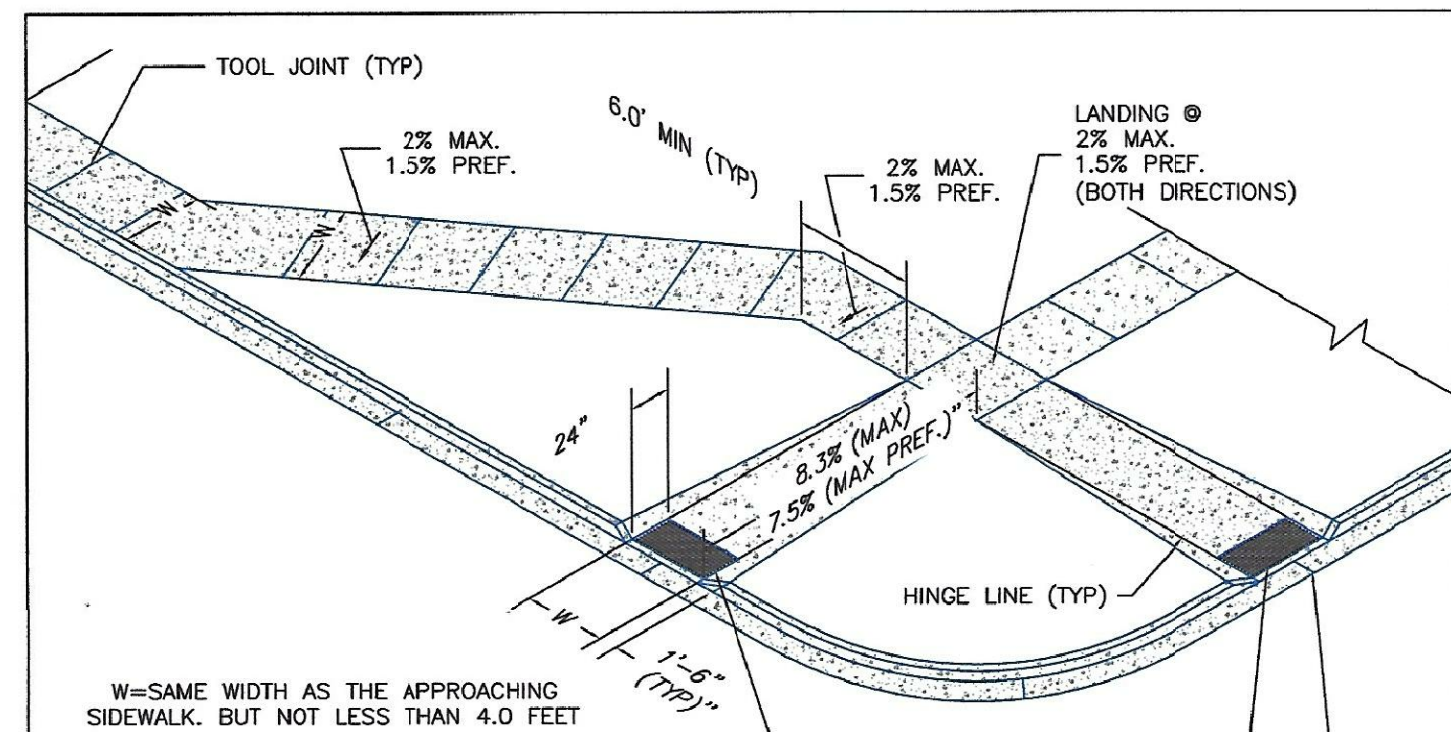 TOOL JOINT (TYP)
2% MAX.
1.5% PREF.
6.0' MIN (TYP)
2% MAX.
1.5% PREF.
LANDING @
2% MAX.
1.5% PREF.
(BOTH DIRECTIONS)
W
W
24"
8.3% (MAX)
7.5% (MAX PREF.)"
HINGE LINE (TYP)
W
1'-6"
(TYP)"
W=SAME WIDTH AS THE APPROACHING
SIDEWALK. BUT NOT LESS THAN 4.0 FEET